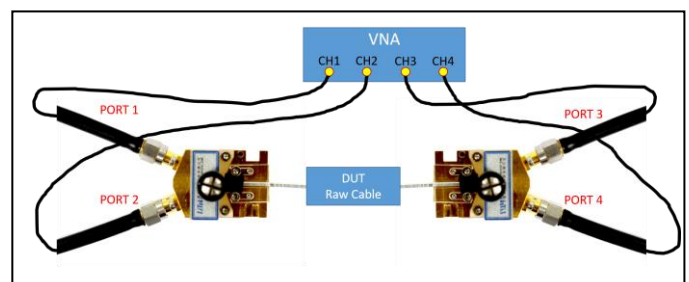 VNA
CH1 CH2 CH3 CH4
PORT 1
PORT 3
DUT
Raw Cable
PORT 2
PORT 4